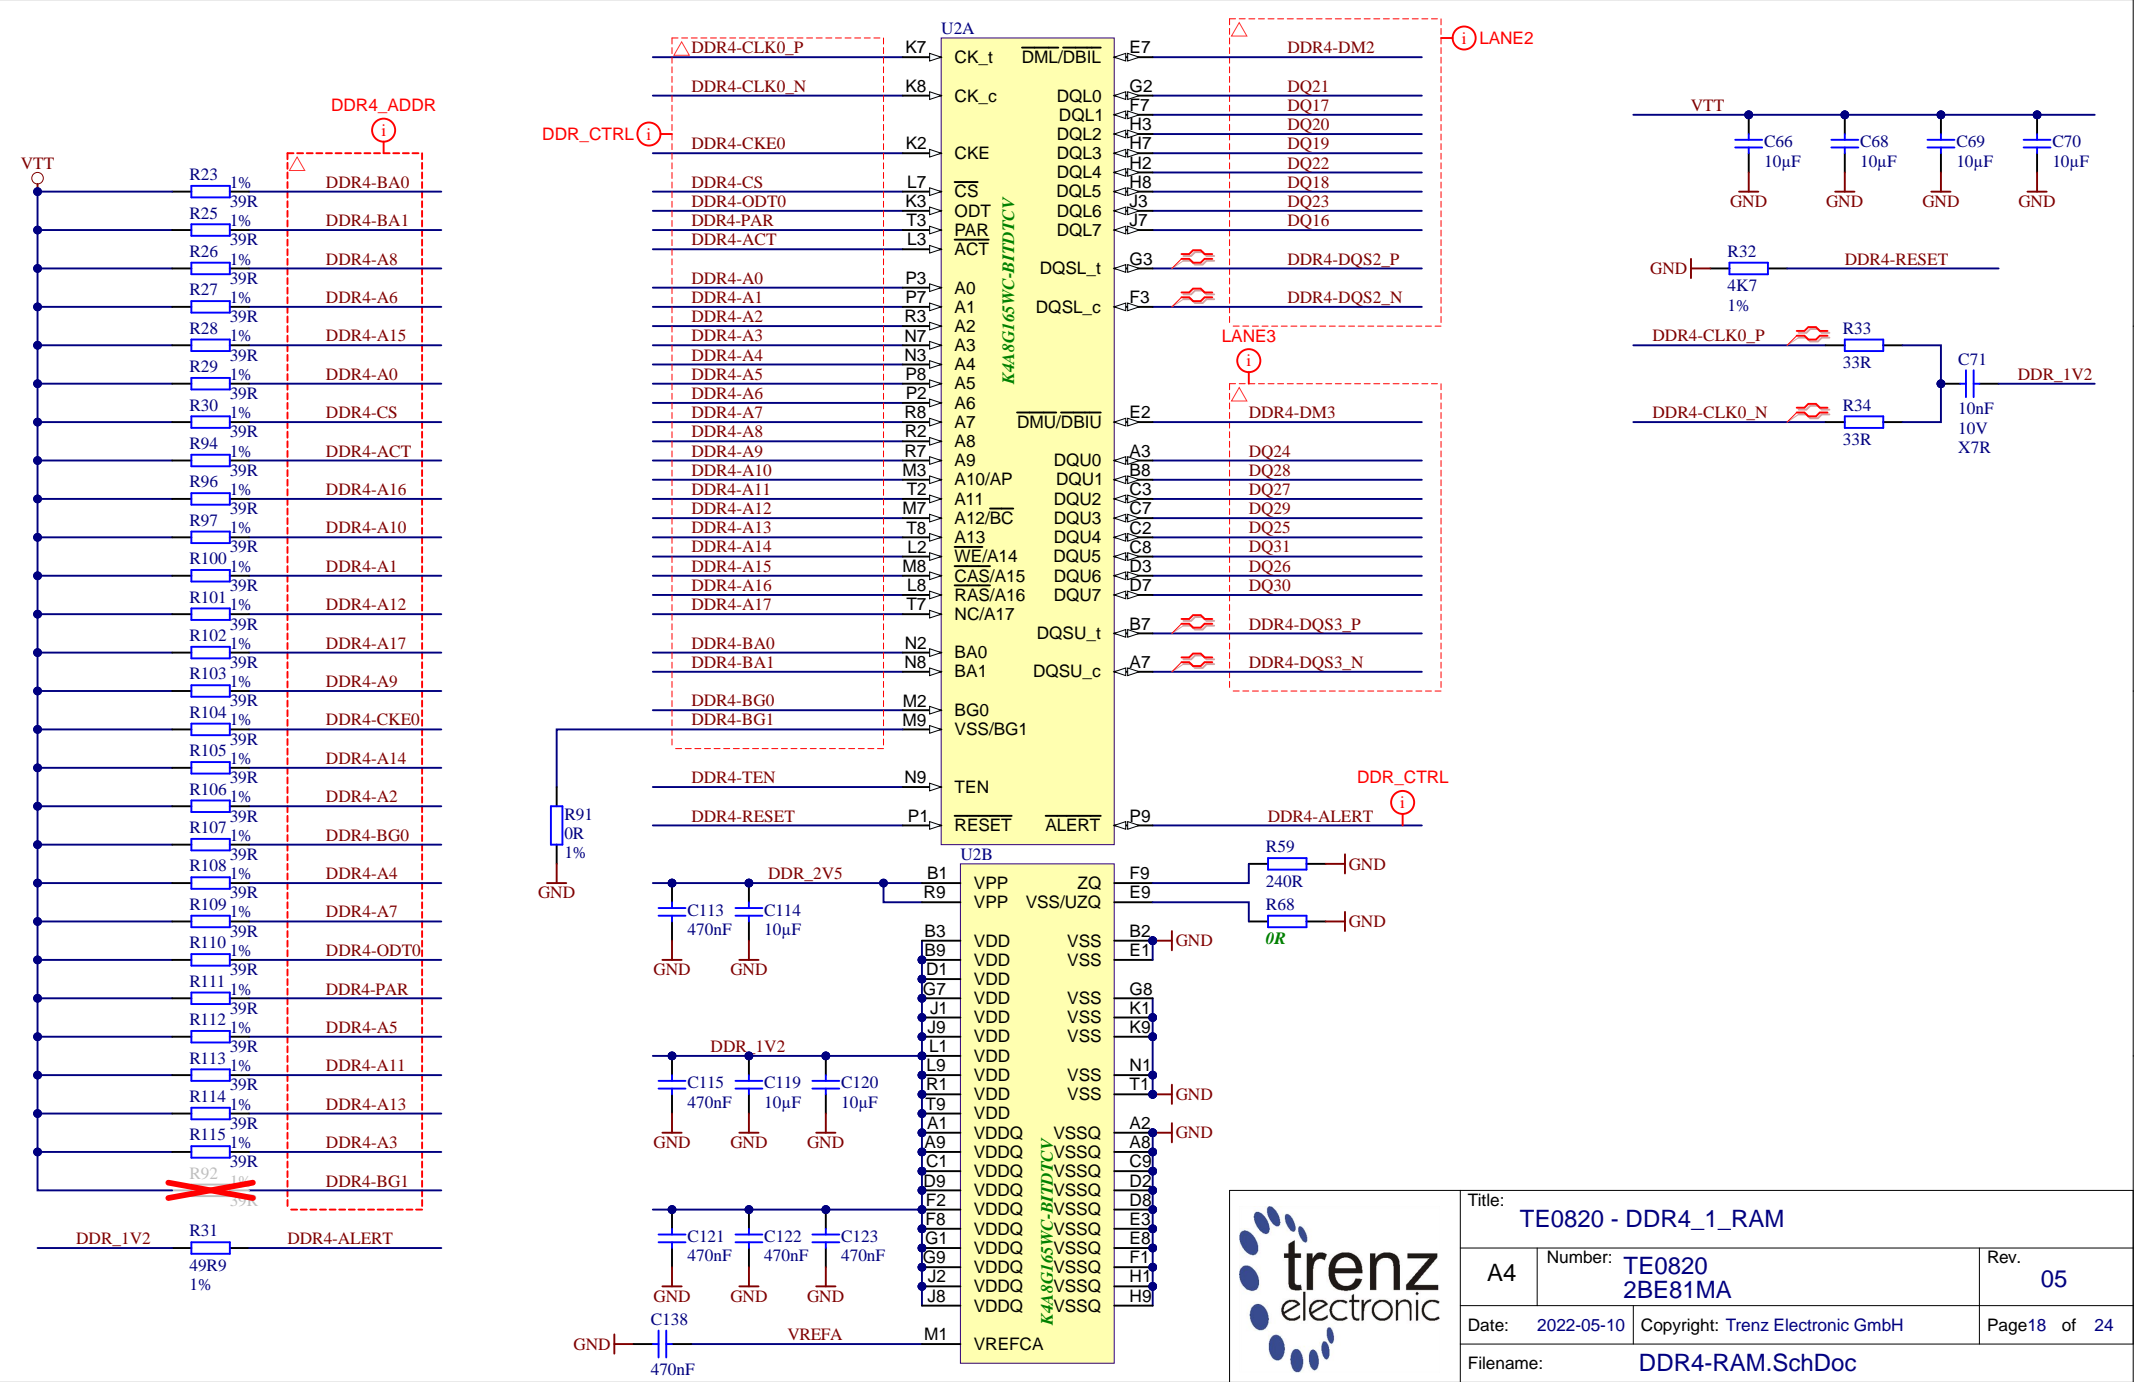 DDR4_ADDR
i
VTT
R23 1% 39R DDR4-BA0
R25 1% 39R DDR4-BA1
R26 1% 39R DDR4-A8
R27 1% 39R DDR4-A6
R28 1% 39R DDR4-A15
R29 1% 39R DDR4-A0
R30 1% 39R DDR4-CS
R94 1% 39R DDR4-ACT
R96 1% 39R DDR4-A16
R97 1% 39R DDR4-A10
R100 1% 39R DDR4-A1
R101 1% 39R DDR4-A12
R102 1% 39R DDR4-A17
R103 1% 39R DDR4-A9
R104 1% 39R DDR4-CKE0
R105 1% 39R DDR4-A14
R106 1% 39R DDR4-A2
R107 1% 39R DDR4-BG0
R108 1% 39R DDR4-A4
R109 1% 39R DDR4-A7
R110 1% 39R DDR4-ODT0
R111 1% 39R DDR4-PAR
R112 1% 39R DDR4-A5
R113 1% 39R DDR4-A11
R114 1% 39R DDR4-A13
R115 1% 39R DDR4-A3
R92 1% 39R DDR4-BG1
DDR_1V2 R31 DDR4-ALERT
49R9
1%
U2A
DDR_CTRL i
DDR4-CLK0_P K7 CK_t
DDR4-CLK0_N K8 CK_c
DDR4-CKE0 K2 CKE
DDR4-CS L7 CS
DDR4-ODT0 K3 ODT
DDR4-PAR T3 PAR
DDR4-ACT L3 ACT
DDR4-A0 P3 A0
DDR4-A1 P7 A1
DDR4-A2 R3 A2
DDR4-A3 N7 A3
DDR4-A4 N3 A4
DDR4-A5 P8 A5
DDR4-A6 P2 A6
DDR4-A7 R8 A7
DDR4-A8 R2 A8
DDR4-A9 R7 A9
DDR4-A10 M3 A10/AP
DDR4-A11 T2 A11
DDR4-A12 M7 A12/BC
DDR4-A13 T8 A13
DDR4-A14 L2 WE/A14
DDR4-A15 M8 CAS/A15
DDR4-A16 L8 RAS/A16
DDR4-A17 T7 NC/A17
DDR4-BA0 N2 BA0
DDR4-BA1 N8 BA1
DDR4-BG0 M2 BG0
DDR4-BG1 M9 VSS/BG1
DDR4-TEN N9 TEN
DDR4-RESET P1 RESET
R91
0R
1%
GND
K4A8G165WC-BITDTCV
LANE2 i
DML/DBIL E7 DDR4-DM2
DQL0 G2 DQ21
DQL1 F7 DQ17
DQL2 H3 DQ20
DQL3 H7 DQ19
DQL4 H2 DQ22
DQL5 H8 DQ18
DQL6 J3 DQ23
DQL7 J7 DQ16
DQSL_t G3 DDR4-DQS2_P
DQSL_c F3 DDR4-DQS2_N
LANE3
i
DMU/DBIU E2 DDR4-DM3
DQU0 A3 DQ24
DQU1 B8 DQ28
DQU2 C3 DQ27
DQU3 C7 DQ29
DQU4 C2 DQ25
DQU5 C8 DQ31
DQU6 D3 DQ26
DQU7 D7 DQ30
DQSU_t B7 DDR4-DQS3_P
DQSU_c A7 DDR4-DQS3_N
DDR_CTRL
i
ALERT P9 DDR4-ALERT
U2B
DDR_2V5 B1 VPP
R9 VPP
C113 470nF GND
C114 10µF GND
B3 VDD
B9 VDD
D1 VDD
G7 VDD
J1 VDD
J9 VDD
DDR_1V2 L1 VDD
L9 VDD
R1 VDD
T9 VDD
C115 470nF GND
C119 10µF GND
C120 10µF GND
A1 VDDQ
A9 VDDQ
C1 VDDQ
D9 VDDQ
F2 VDDQ
F8 VDDQ
G1 VDDQ
G9 VDDQ
J2 VDDQ
J8 VDDQ
C121 470nF GND
C122 470nF GND
C123 470nF GND
GND C138 470nF VREFA M1 VREFCA
K4A8G165WC-BITDTCV
ZQ F9 R59 240R GND
VSS/UZQ E9 R68 0R GND
VSS B2 GND
VSS E1
VSS G8
VSS K1
VSS K9
VSS N1
VSS T1 GND
VSSQ A2 GND
VSSQ A8
VSSQ C9
VSSQ D2
VSSQ D8
VSSQ E3
VSSQ E8
VSSQ F1
VSSQ H1
VSSQ H9
VTT
C66 C68 C69 C70
10µF 10µF 10µF 10µF
GND GND GND GND
GND R32 DDR4-RESET
4K7
1%
DDR4-CLK0_P R33
33R
C71 DDR_1V2
DDR4-CLK0_N R34
33R
10nF
10V
X7R
trenz
electronic
Title:
TE0820 - DDR4_1_RAM
A4
Number: TE0820
2BE81MA
Rev.
05
Date: 2022-05-10
Copyright: Trenz Electronic GmbH
Page18 of 24
Filename: DDR4-RAM.SchDoc